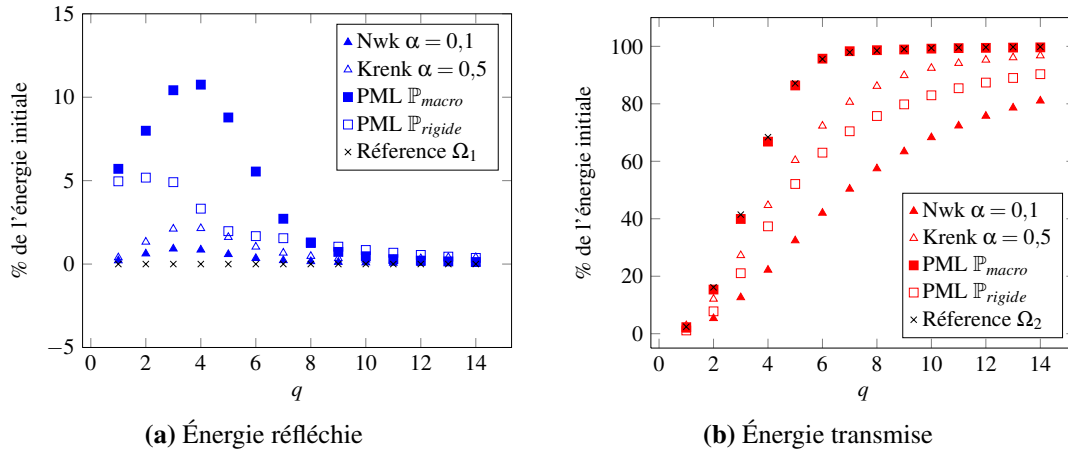 15
10
5
0
−5
0 2 4 6 8 10 12 14
q
% de l'énergie initiale
Nwk α = 0,1
Krenk α = 0,5
PML ℙmacro
PML ℙrigide
Réference Ω1
(a) Énergie réfléchie
100
80
60
40
20
0
0 2 4 6 8 10 12 14
q
% de l'énergie initiale
Nwk α = 0,1
Krenk α = 0,5
PML ℙmacro
PML ℙrigide
Réference Ω2
(b) Énergie transmise